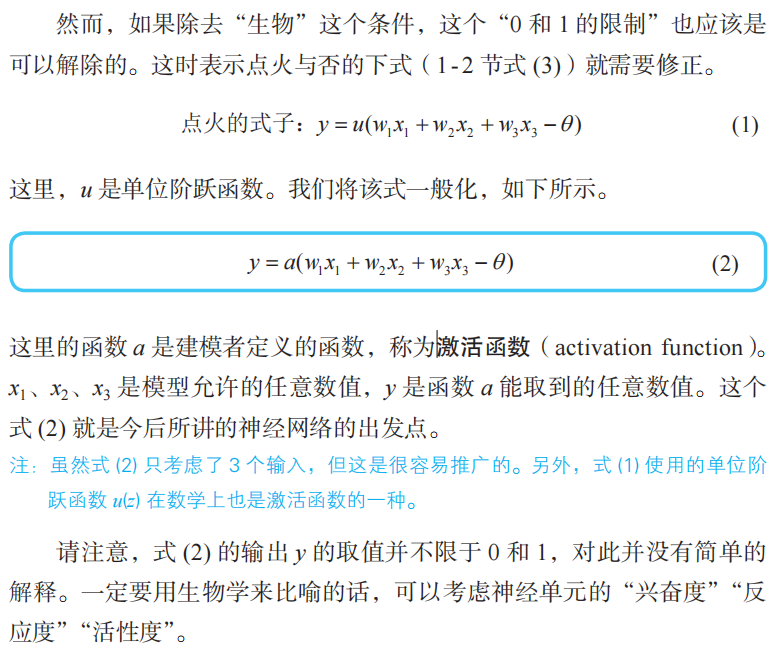 然而，如果除去“生物”这个条件，这个“0 和 1 的限制”也应该是
可以解除的。这时表示点火与否的下式（1-2 节式 (3)）就需要修正。
点火的式子：y = u(w₁x₁ + w₂x₂ + w₃x₃ − θ) (1)
这里，u 是单位阶跃函数。我们将该式一般化，如下所示。
y = a(w₁x₁ + w₂x₂ + w₃x₃ − θ) (2)
这里的函数 a 是建模者定义的函数，称为激活函数（activation function）。
x₁、x₂、x₃ 是模型允许的任意数值，y 是函数 a 能取到的任意数值。这个
式 (2) 就是今后所讲的神经网络的出发点。
注：虽然式 (2) 只考虑了 3 个输入，但这是很容易推广的。另外，式 (1) 使用的单位阶
跃函数 u(z) 在数学上也是激活函数的一种。
请注意，式 (2) 的输出 y 的取值并不限于 0 和 1，对此并没有简单的
解释。一定要用生物学来比喻的话，可以考虑神经单元的“兴奋度”“反
应度”“活性度”。